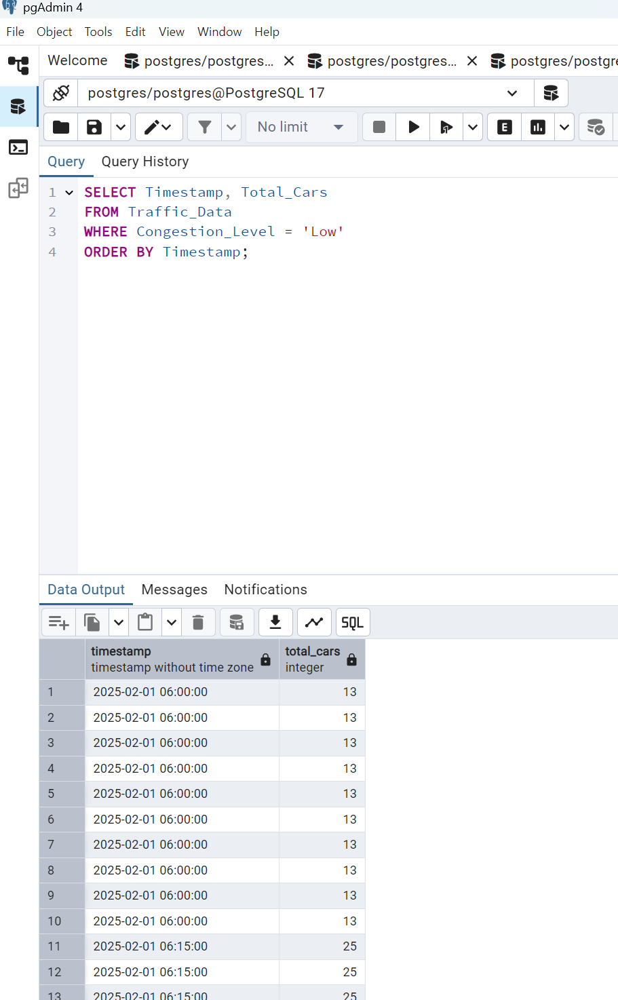 pgAdmin 4
File Object Tools Edit View Window Help
Welcome postgres/postgres... postgres/postgres... postgres/postgre
postgres/postgres@PostgreSQL 17
No limit E
Query Query History
1 SELECT Timestamp, Total_Cars
2 FROM Traffic_Data
3 WHERE Congestion_Level = 'Low'
4 ORDER BY Timestamp;
Data Output Messages Notifications
SQL
timestamp total_cars
timestamp without time zone integer
1 2025-02-01 06:00:00 13
2 2025-02-01 06:00:00 13
3 2025-02-01 06:00:00 13
4 2025-02-01 06:00:00 13
5 2025-02-01 06:00:00 13
6 2025-02-01 06:00:00 13
7 2025-02-01 06:00:00 13
8 2025-02-01 06:00:00 13
9 2025-02-01 06:00:00 13
10 2025-02-01 06:00:00 13
11 2025-02-01 06:15:00 25
12 2025-02-01 06:15:00 25
13 2025-02-01 06:15:00 25